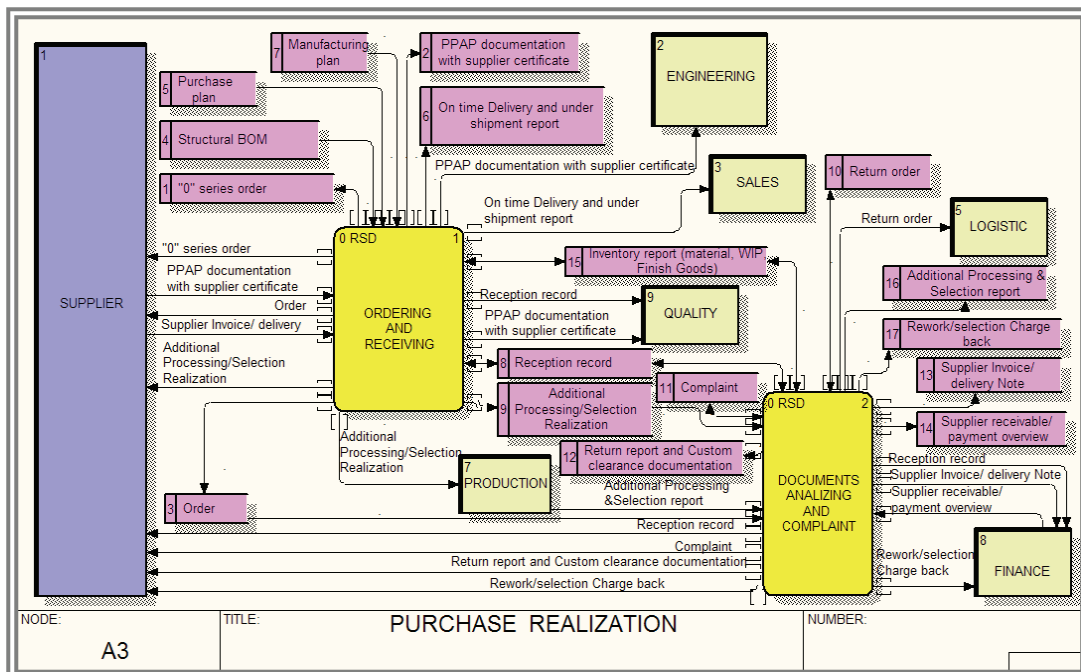 1
SUPPLIER
7
Manufacturing
plan
2
PPAP documentation
with supplier certificate
2
ENGINEERING
5
Purchase
plan
6
On time Delivery and under
shipment report
4
Structural BOM
PPAP documentation with supplier certificate
3
SALES
10
Return order
1
"0" series order
On time Delivery and under
shipment report
Return order
5
LOGISTIC
0 RSD
1
ORDERING
AND
RECEIVING
"0" series order
PPAP documentation
with supplier certificate
Order
Supplier Invoice/ delivery
Additional
Processing/Selection
Realization
15
Inventory report (material, WIP,
Finish Goods)
16
Additional Processing &
Selection report
Reception record
9
QUALITY
PPAP documentation
with supplier certificate
17
Rework/selection Charge
back
8
Reception record
11
Complaint
13
Supplier Invoice/
delivery Note
9
Additional
Processing/Selection
Realization
0 RSD
2
DOCUMENTS
ANALIZING
AND
COMPLAINT
14
Supplier receivable/
payment overview
Additional
Processing/Selection
Realization
12
Return report and Custom
clearance documentation
Reception record
Supplier Invoice/ delivery Note
Supplier receivable/
payment overview
7
PRODUCTION
Additional Processing
&Selection report
3
Order
Reception record
Complaint
Return report and Custom clearance documentation
Rework/selection Charge back
Rework/selection
Charge back
8
FINANCE
NODE:
A3
TITLE:
PURCHASE REALIZATION
NUMBER: